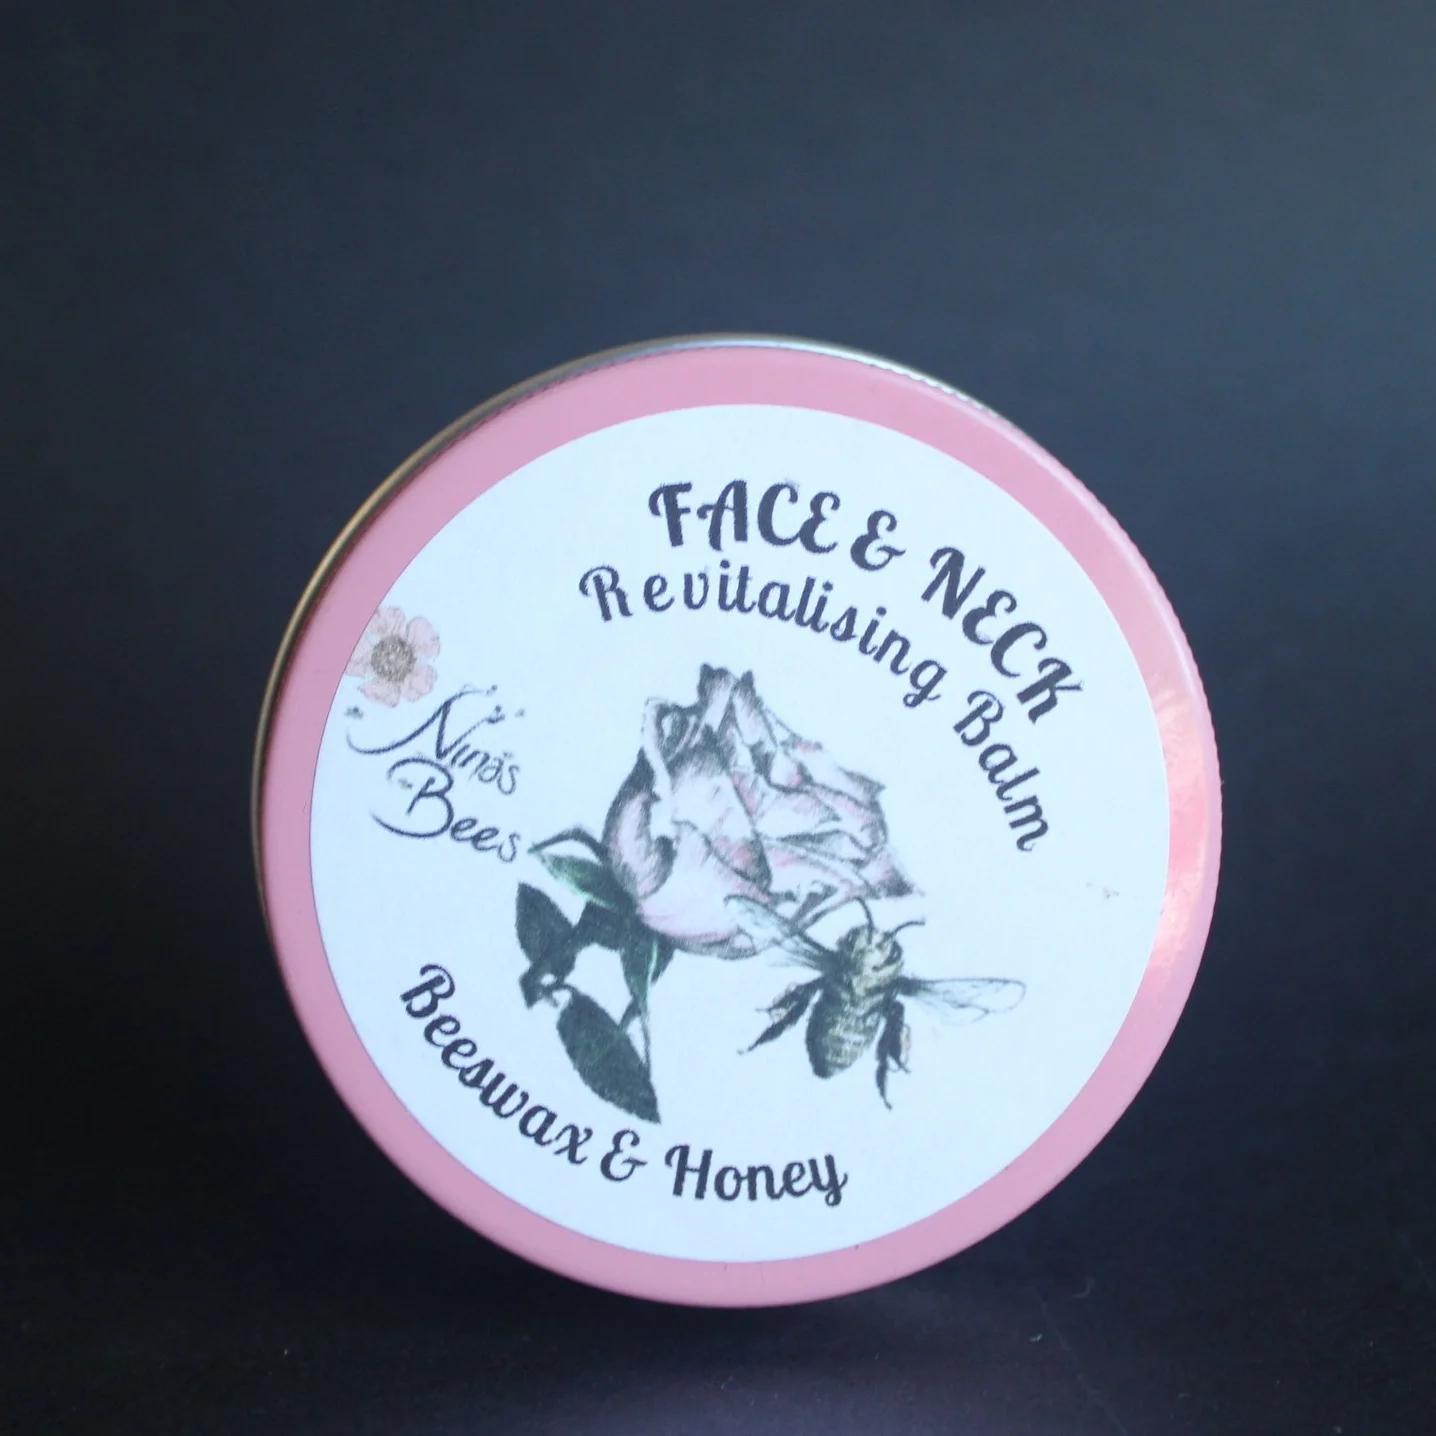 FACE & NECK
Revitalising Balm
Nina's
Bees
Beeswax & Honey